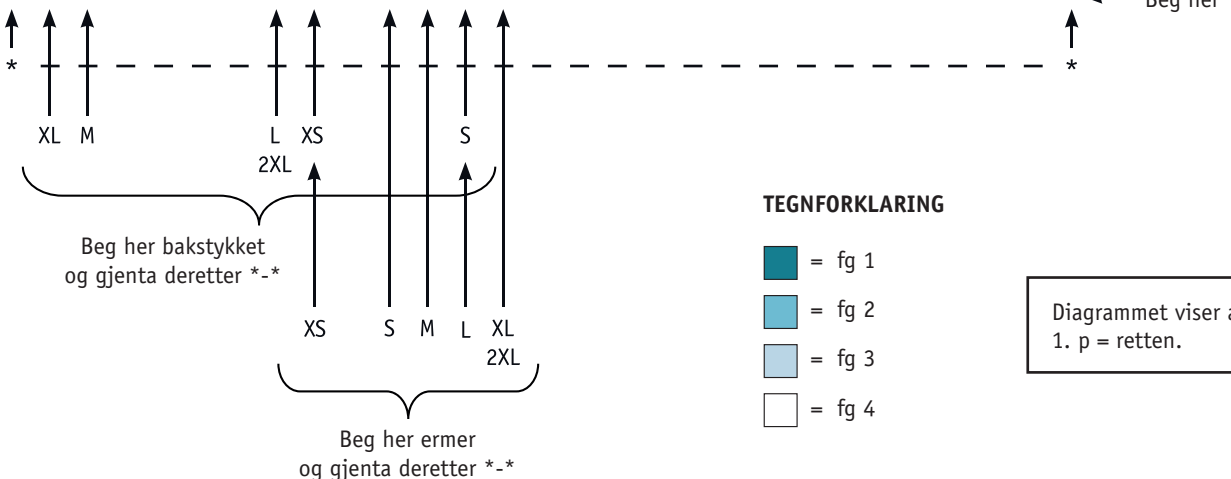 Beg her
* *
XL M L XS S
2XL
Beg her bakstykket
og gjenta deretter *-*
XS S M L XL
2XL
Beg her ermer
og gjenta deretter *-*
TEGNFORKLARING
= fg 1
= fg 2
= fg 3
= fg 4
Diagrammet viser
1. p = retten.